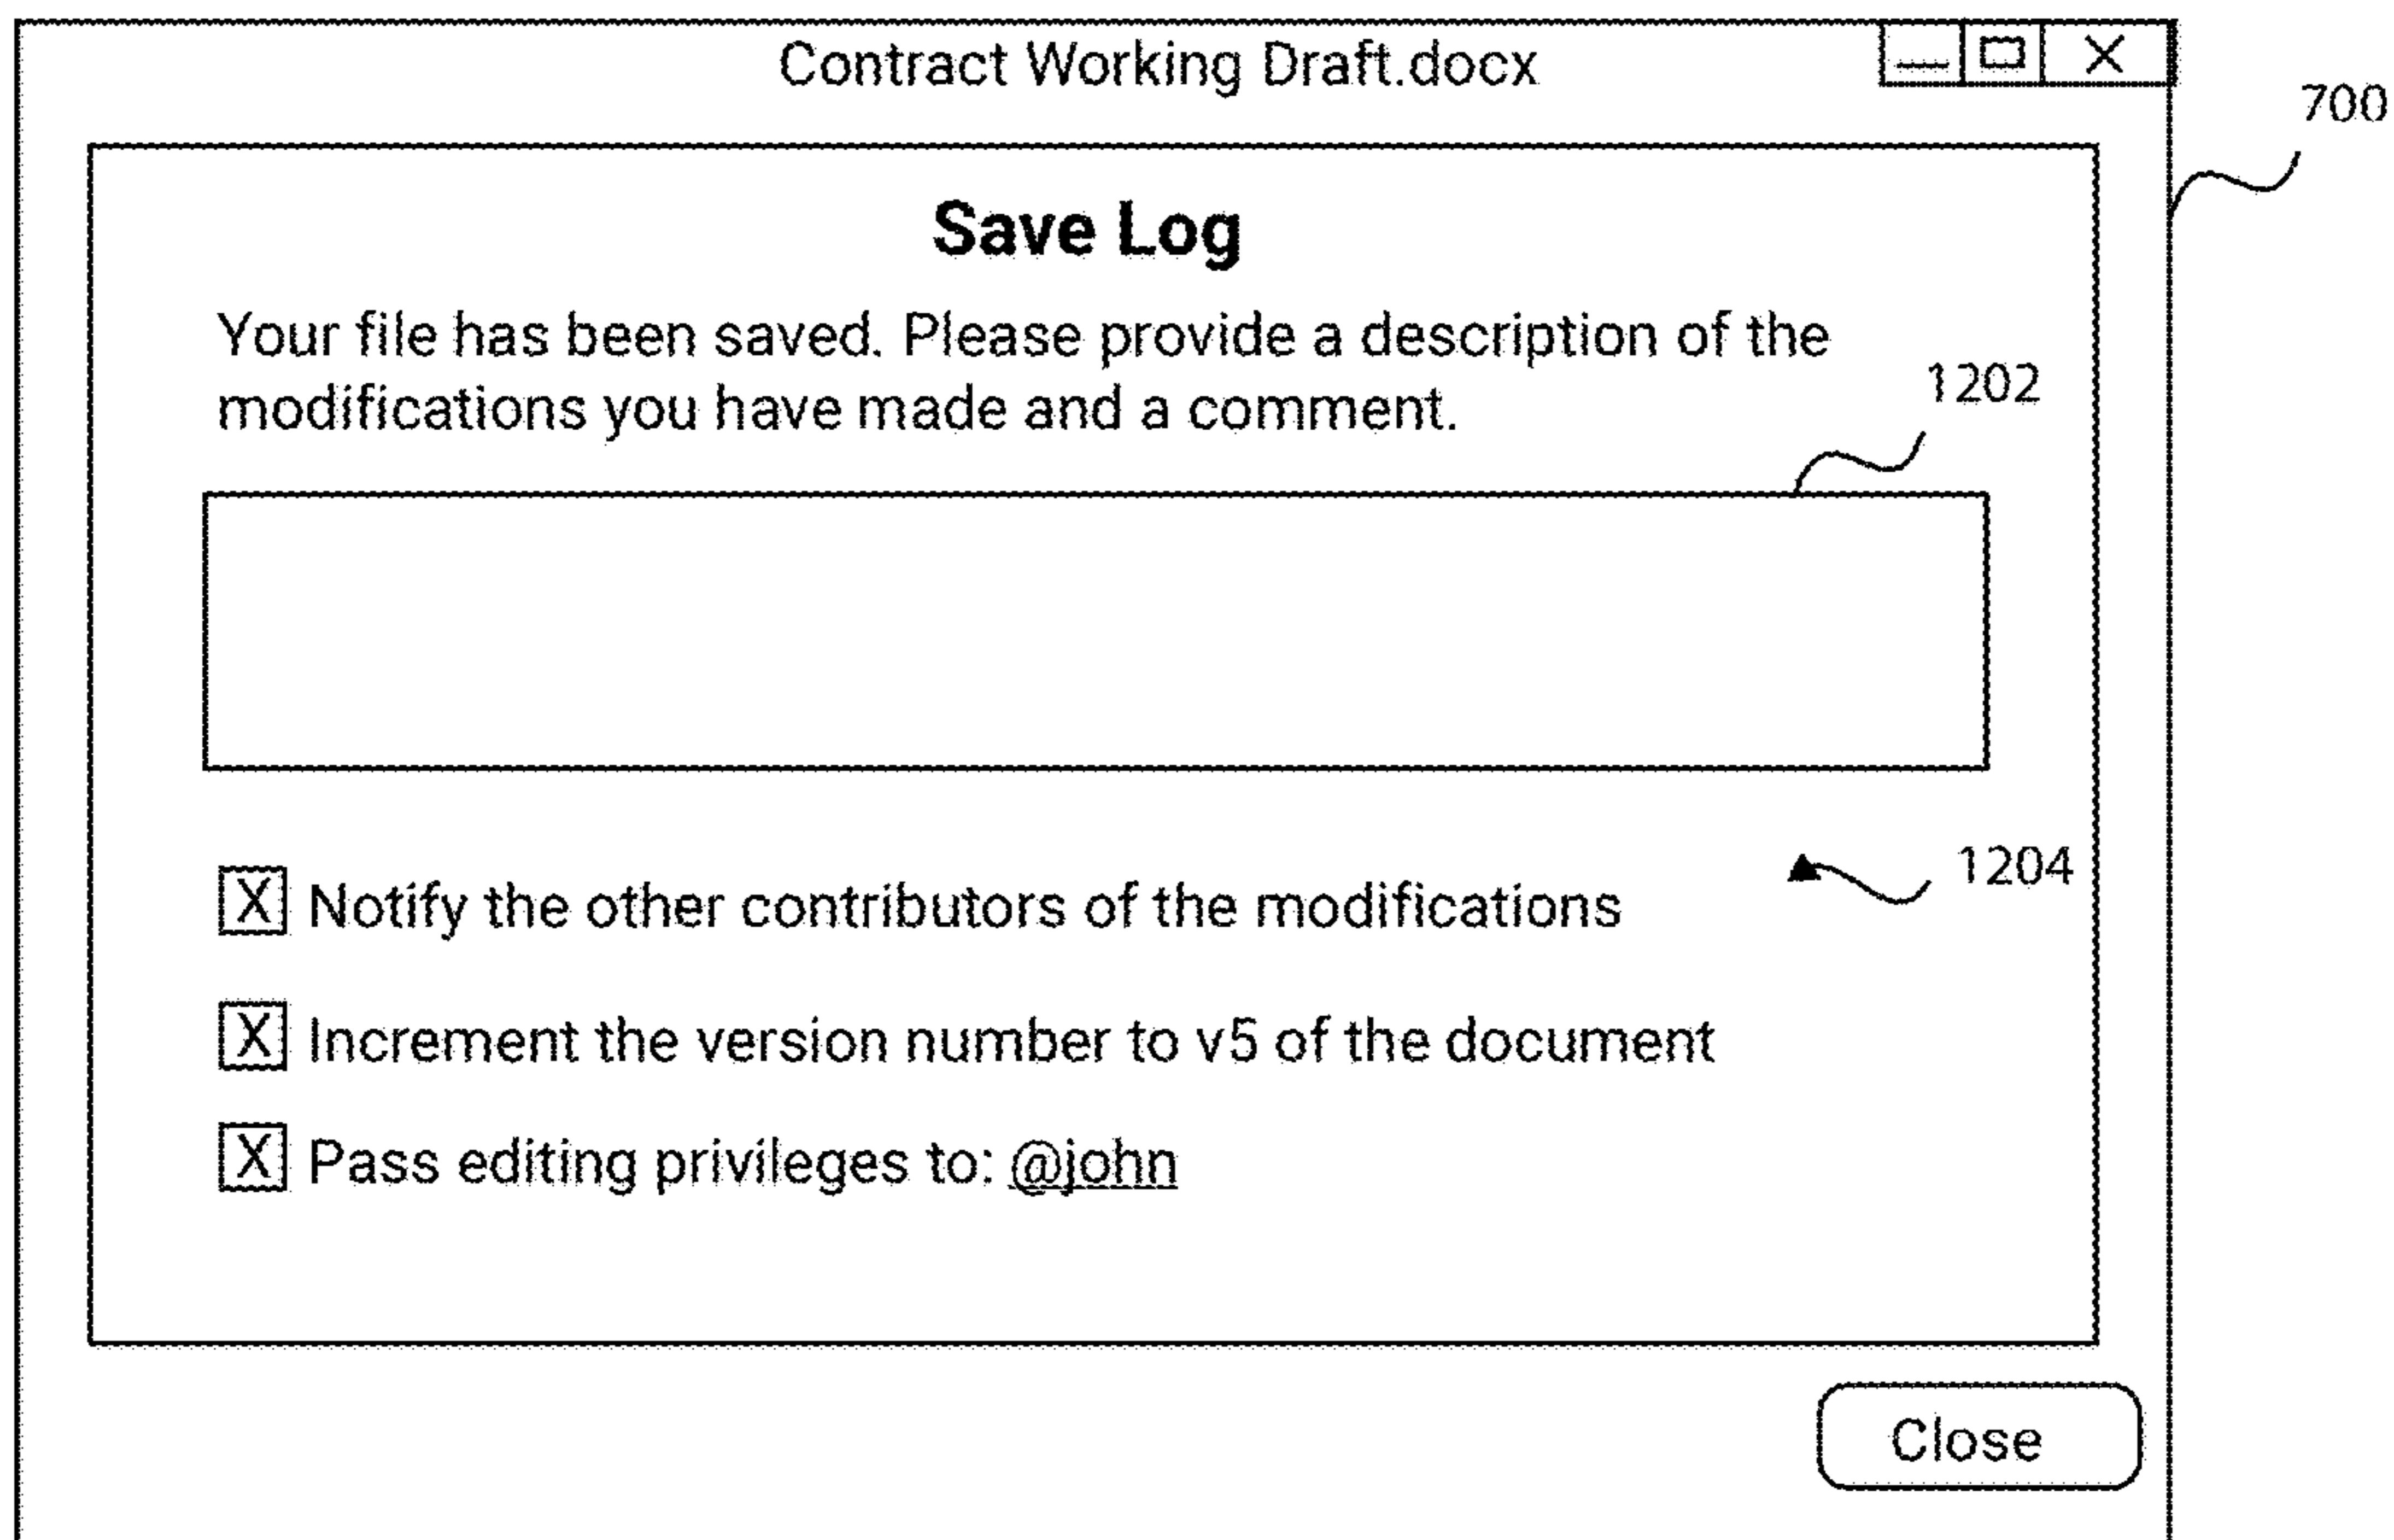 Contract Working Draft.docx
X
700
Save Log
Your file has been saved. Please provide a description of the
modifications you have made and a comment.
1202
1204
X Notify the other contributors of the modifications
X Increment the version number to v5 of the document
X Pass editing privileges to: @john
Close